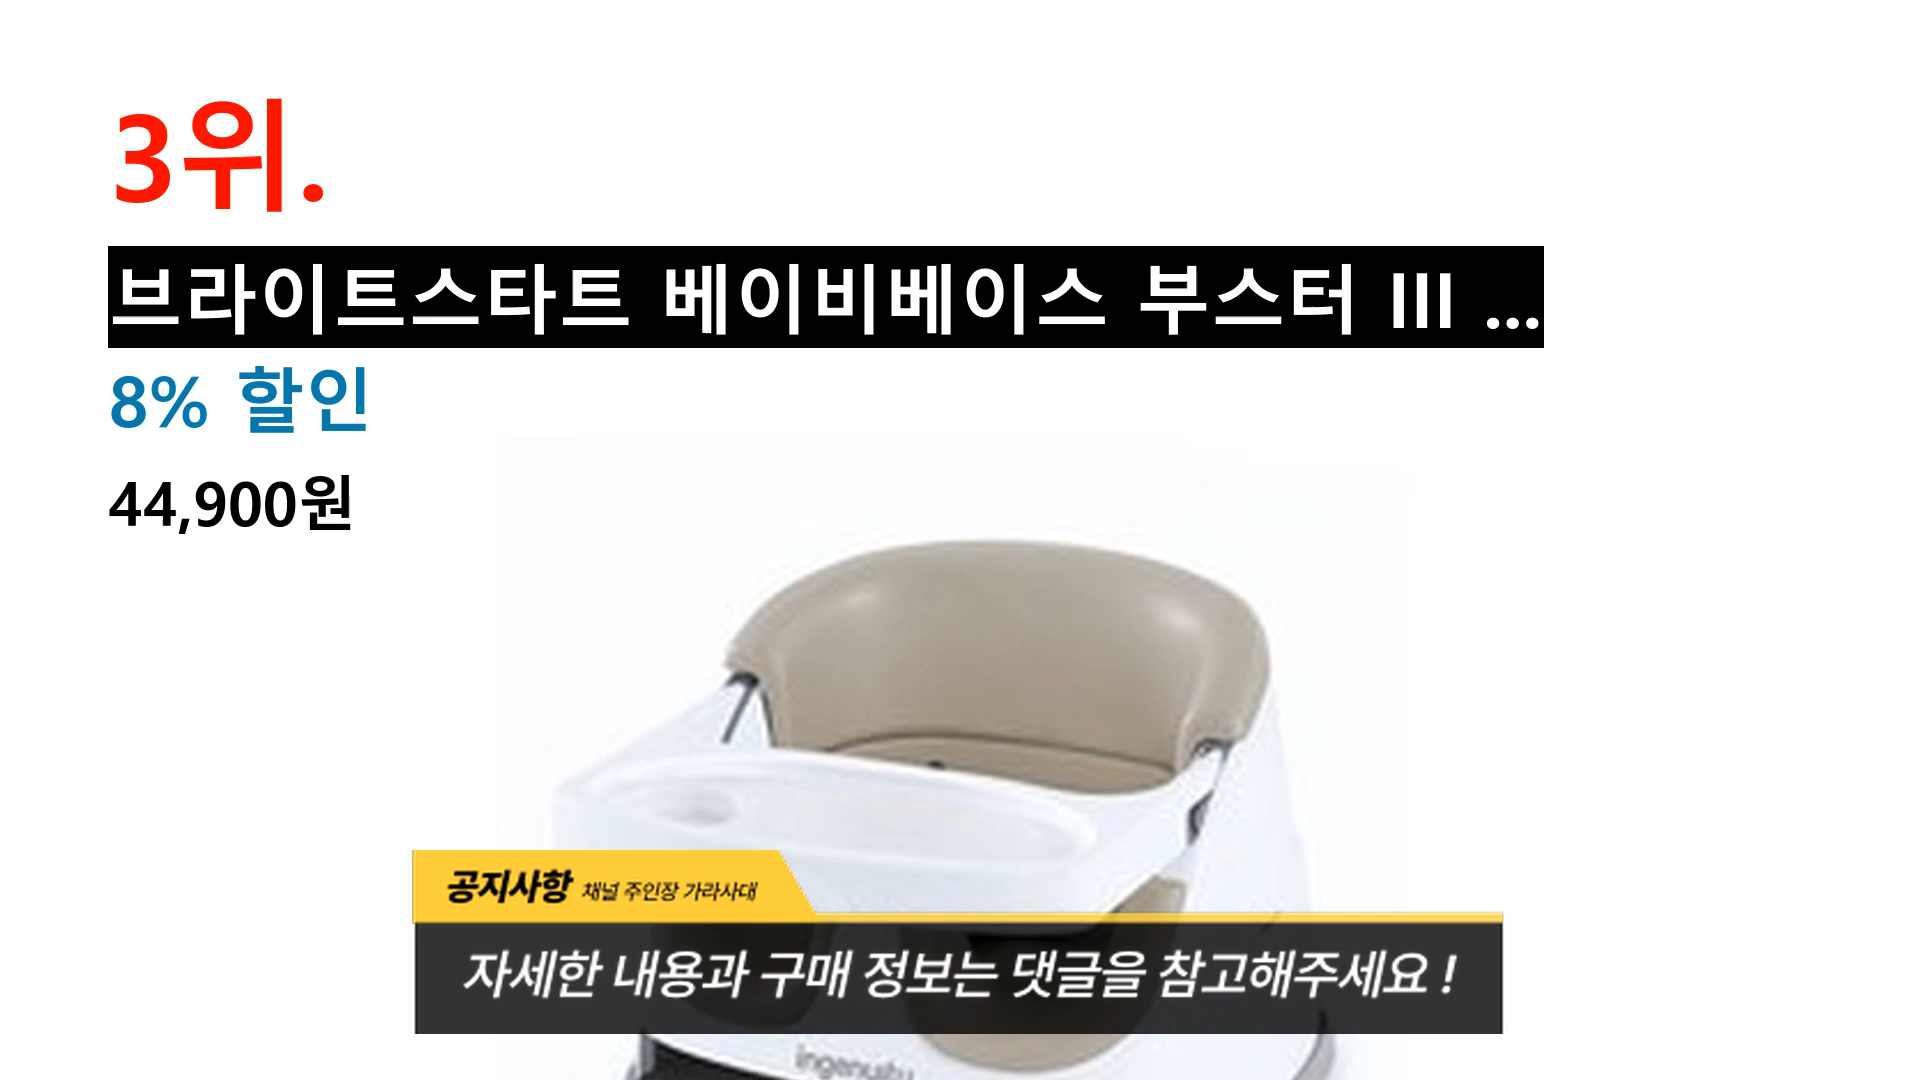 3위.
브라이트스타트 베이비베이스 부스터 III ...
8% 할인
44,900원
공지사항 채널 주인장 가라사대
자세한 내용과 구매 정보는 댓글을 참고해주세요 !
ingenuity